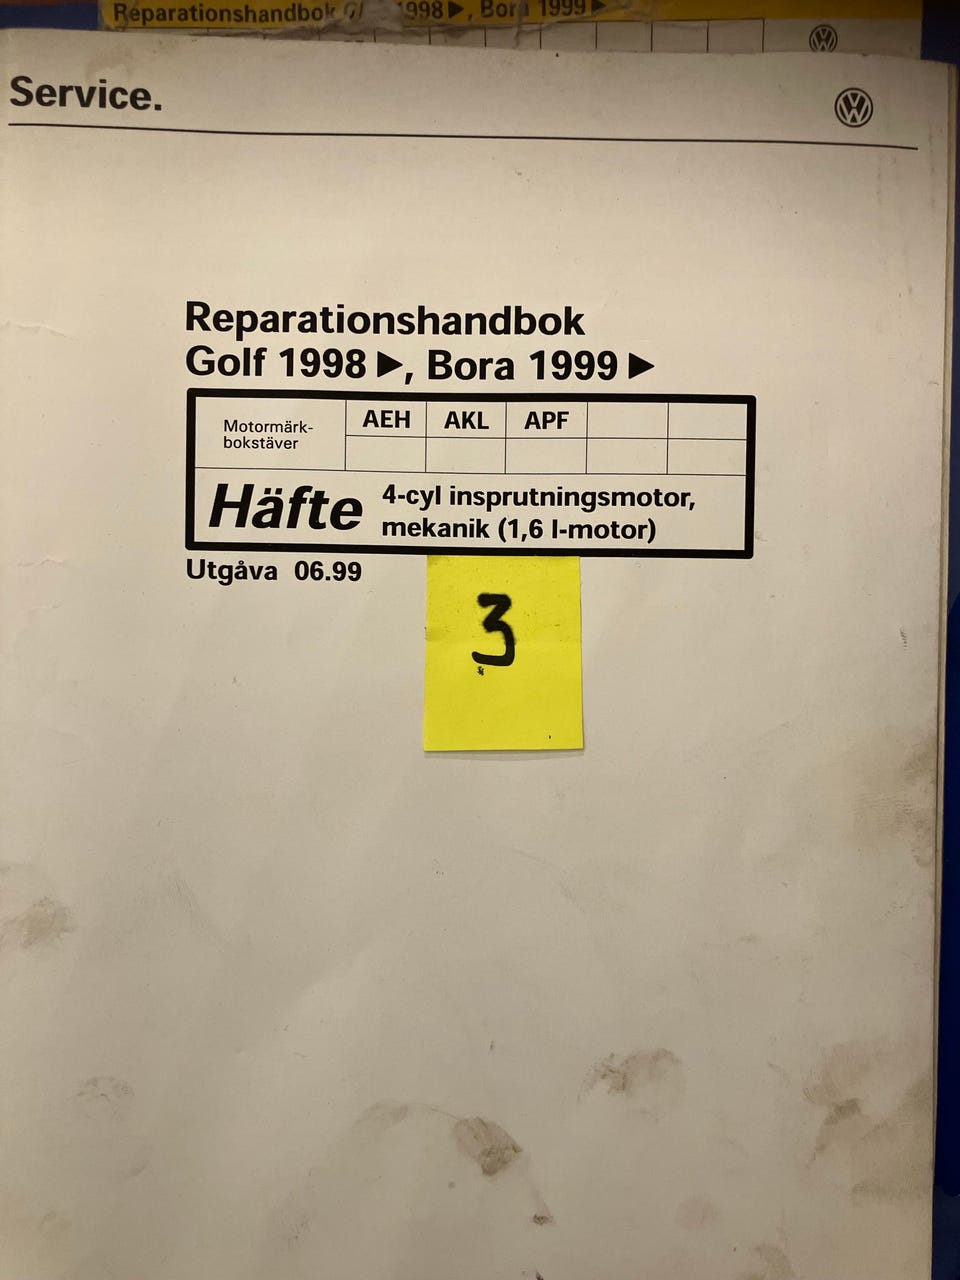 Reparationshandbok 1998 ▶, Bora 1999 ▶
Service.
Reparationshandbok
Golf 1998 ▶, Bora 1999 ▶
Motormärk-
bokstäver
AEH AKL APF
Häfte
4-cyl insprutningsmotor,
mekanik (1,6 l-motor)
Utgåva 06.99
3